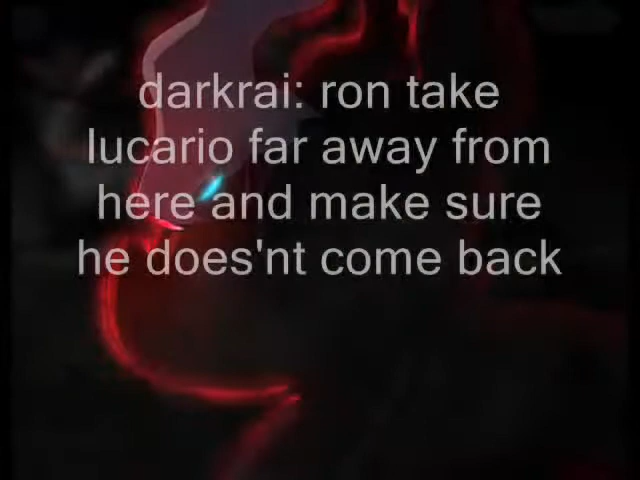 darkrai: ron take
lucario far away from
here and make sure
he does'nt come back